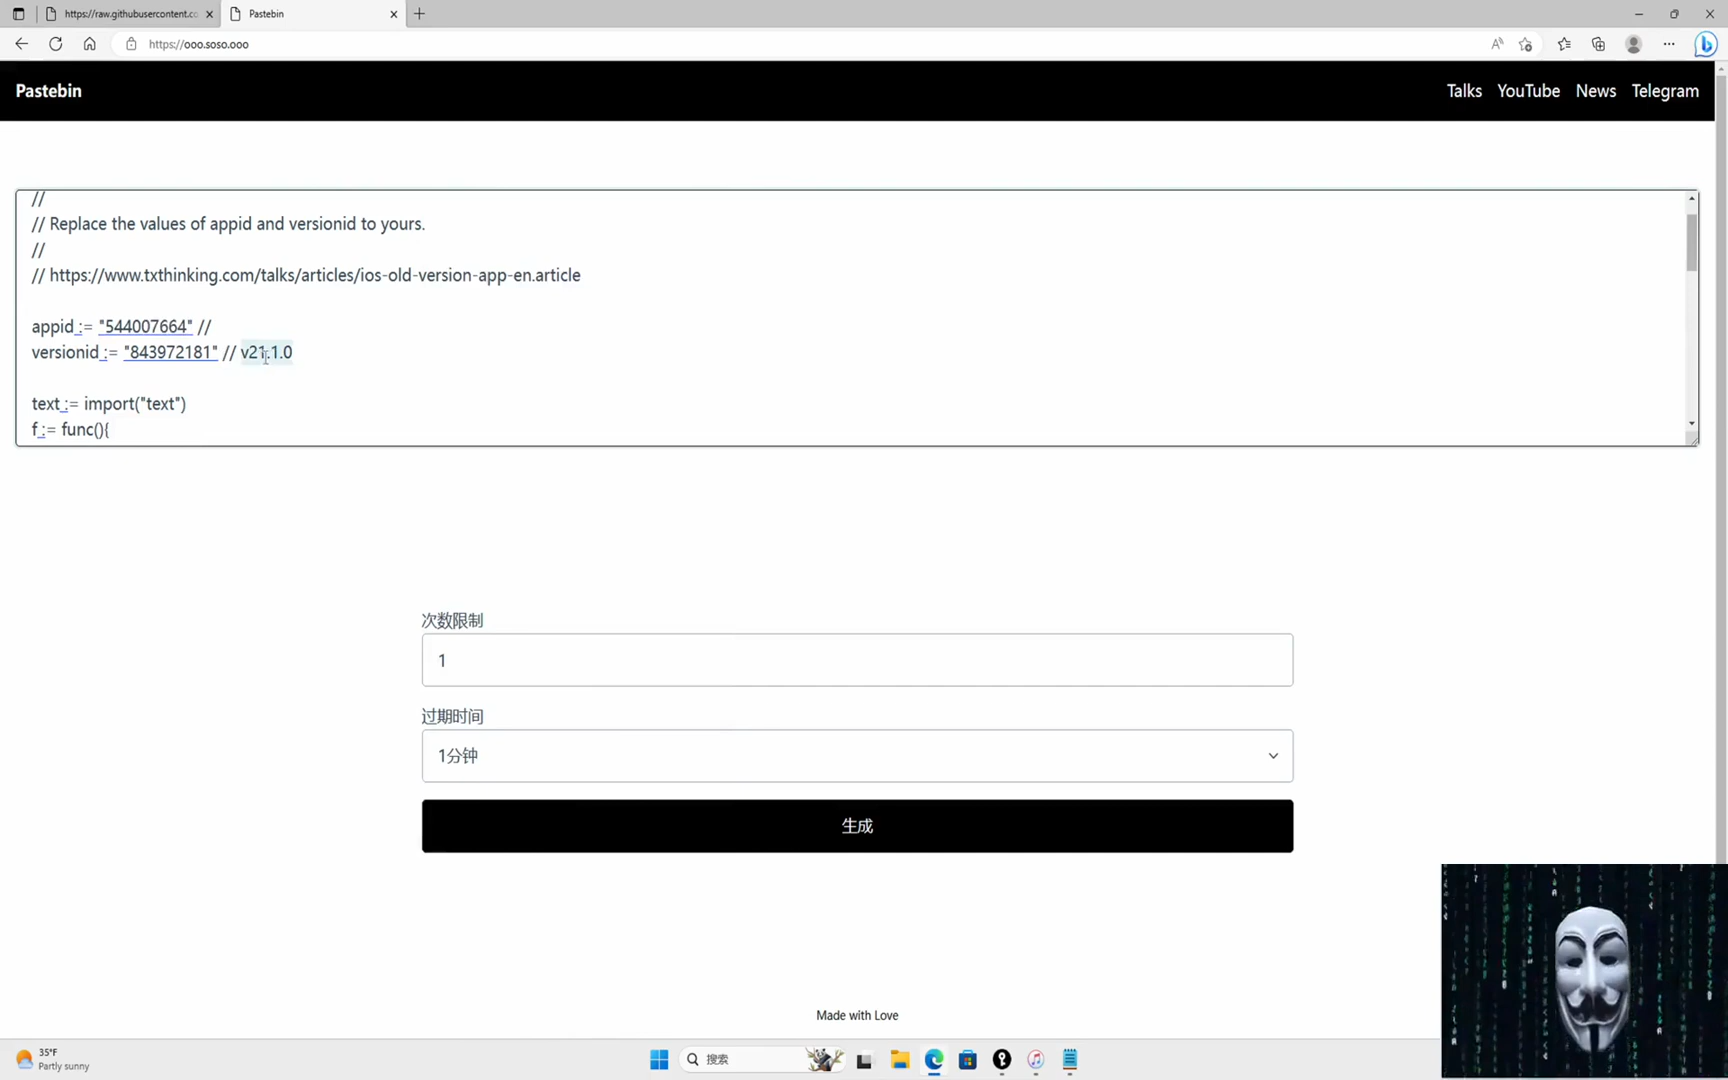 https://raw.githubusercontent.co
Pastebin
https://ooo.soso.ooo
Pastebin
Talks
YouTube
News
Telegram
//
// Replace the values of appid and versionid to yours.
//
// https://www.txthinking.com/talks/articles/ios-old-version-app-en.article
appid := "544007664" //
versionid := "843972181" // v21.1.0
text := import("text")
f := func(){
次数限制
1
过期时间
1分钟
生成
Made with Love
35°F
Partly sunny
搜索